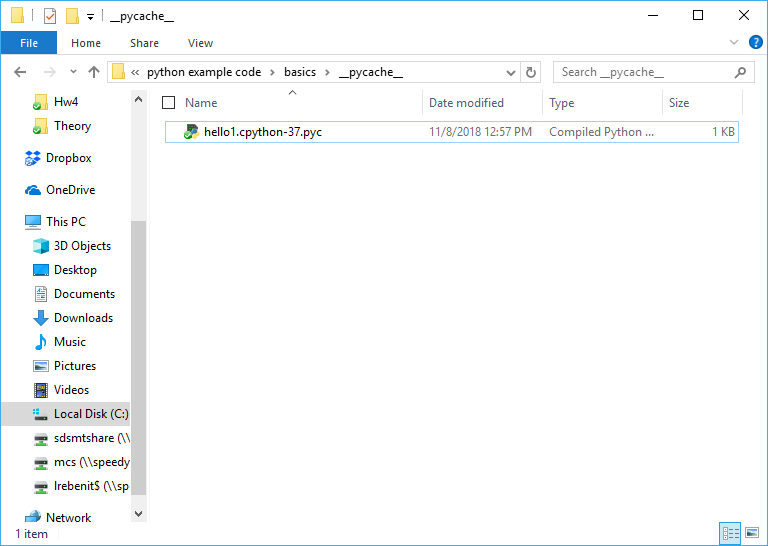 __pycache__
File Home Share View
« python example code > basics > __pycache__
Search __pycache__
Name Date modified Type Size
hello1.cpython-37.pyc 11/8/2018 12:57 PM Compiled Python ... 1 KB
Hw4
Theory
Dropbox
OneDrive
This PC
3D Objects
Desktop
Documents
Downloads
Music
Pictures
Videos
Local Disk (C:)
sdsmtshare (\\
mcs (\\speedy
lrebenit$ (\\sp
Network
1 item